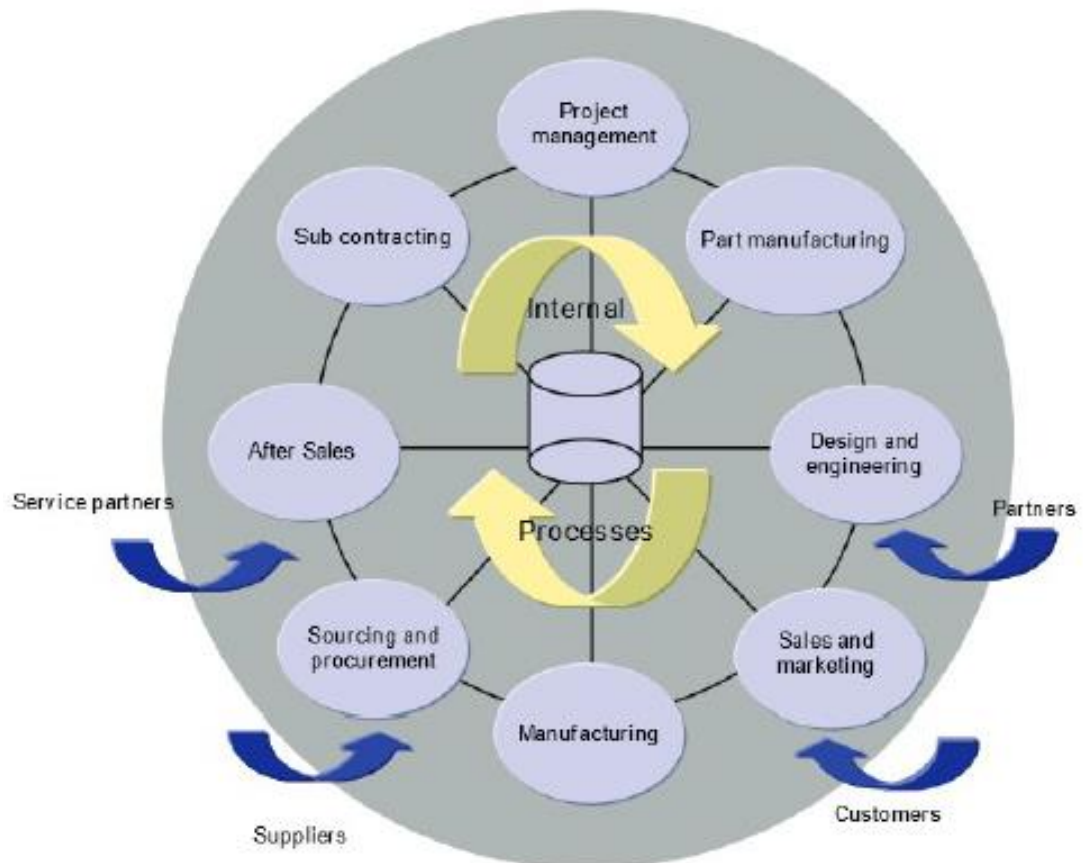 Project
management
Sub contracting
Part manufacturing
Internal
After Sales
Design and
engineering
Service partners
Partners
Processes
Sourcing and
procurement
Sales and
marketing
Manufacturing
Customers
Suppliers